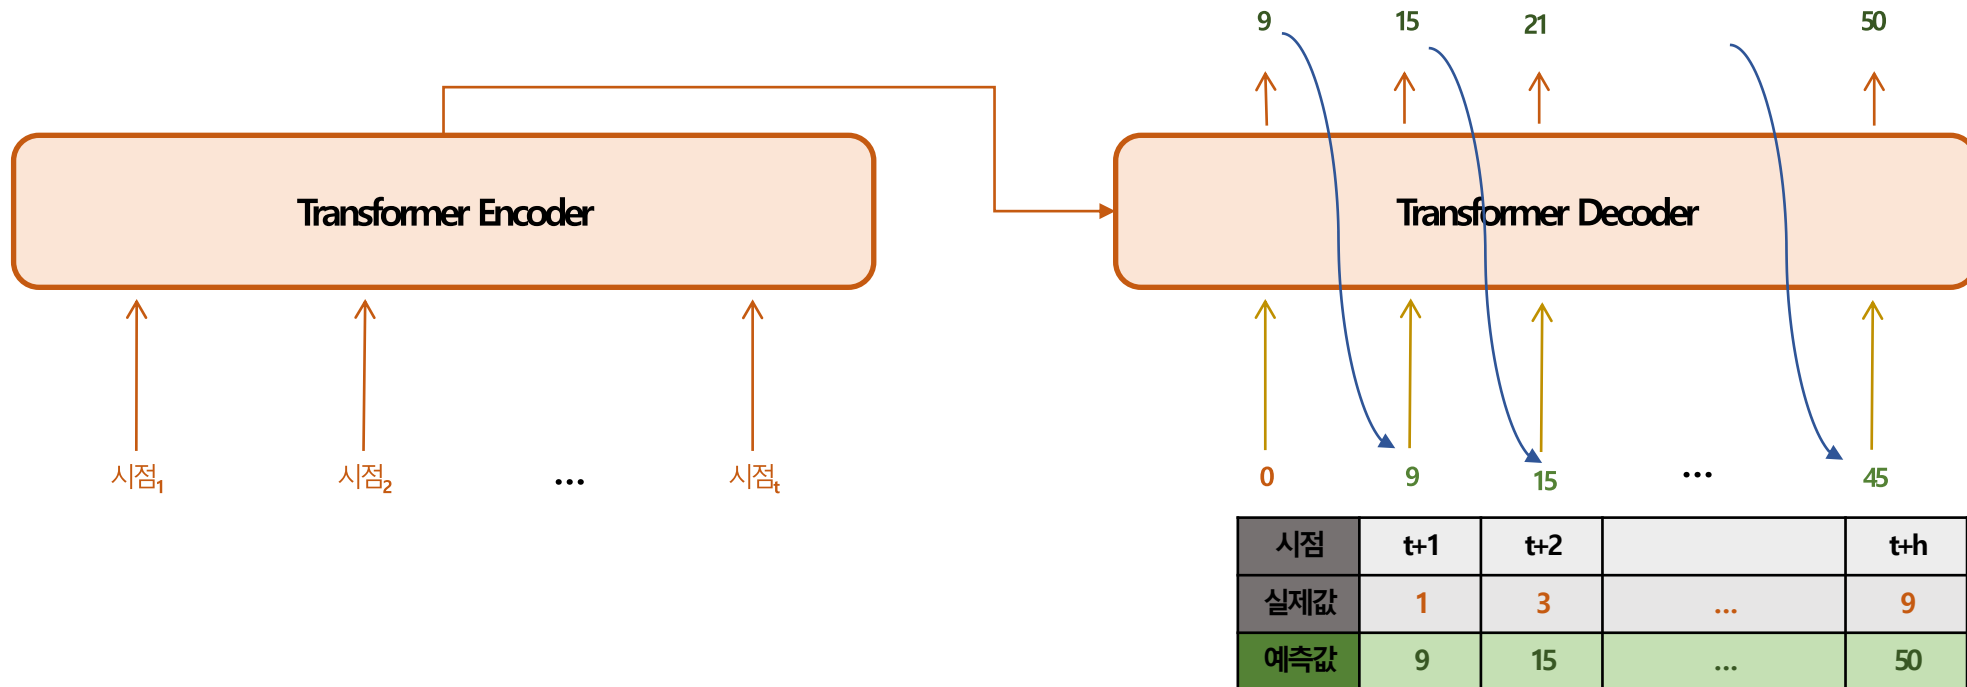 9 15 21 50
Transformer Encoder
Transformer Decoder
시점1 시점2 ... 시점t
0 9 15 ... 45
시점 t+1 t+2 t+h
실제값 1 3 ... 9
예측값 9 15 ... 50